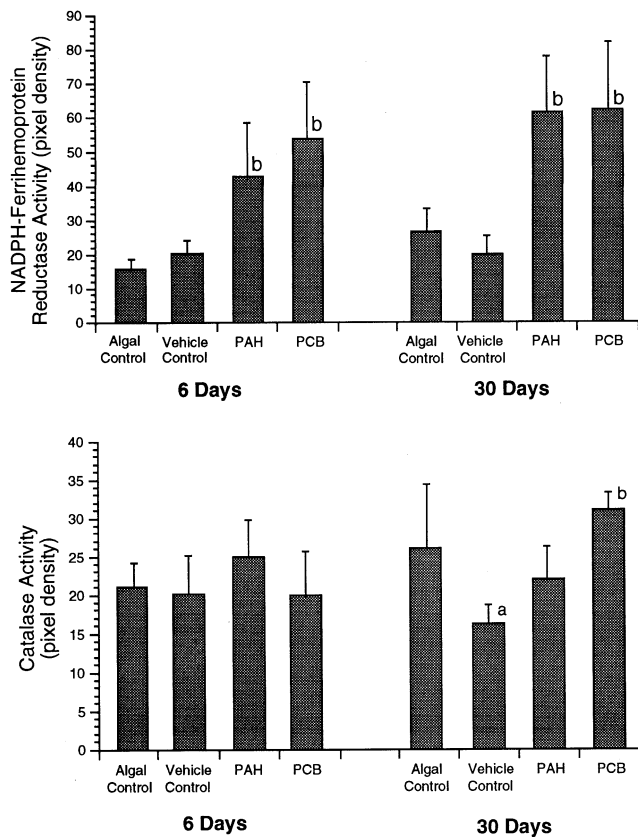 NADPH-Ferrihemoprotein
Reductase Activity (pixel density)
90
80
70
60
50
40
30
20
10
0
b
b
b
b
Algal
Control
Vehicle
Control
PAH
PCB
Algal
Control
Vehicle
Control
PAH
PCB
6 Days
30 Days
Catalase Activity
(pixel density)
40
35
30
25
20
15
10
5
0
a
b
Algal
Control
Vehicle
Control
PAH
PCB
Algal
Control
Vehicle
Control
PAH
PCB
6 Days
30 Days